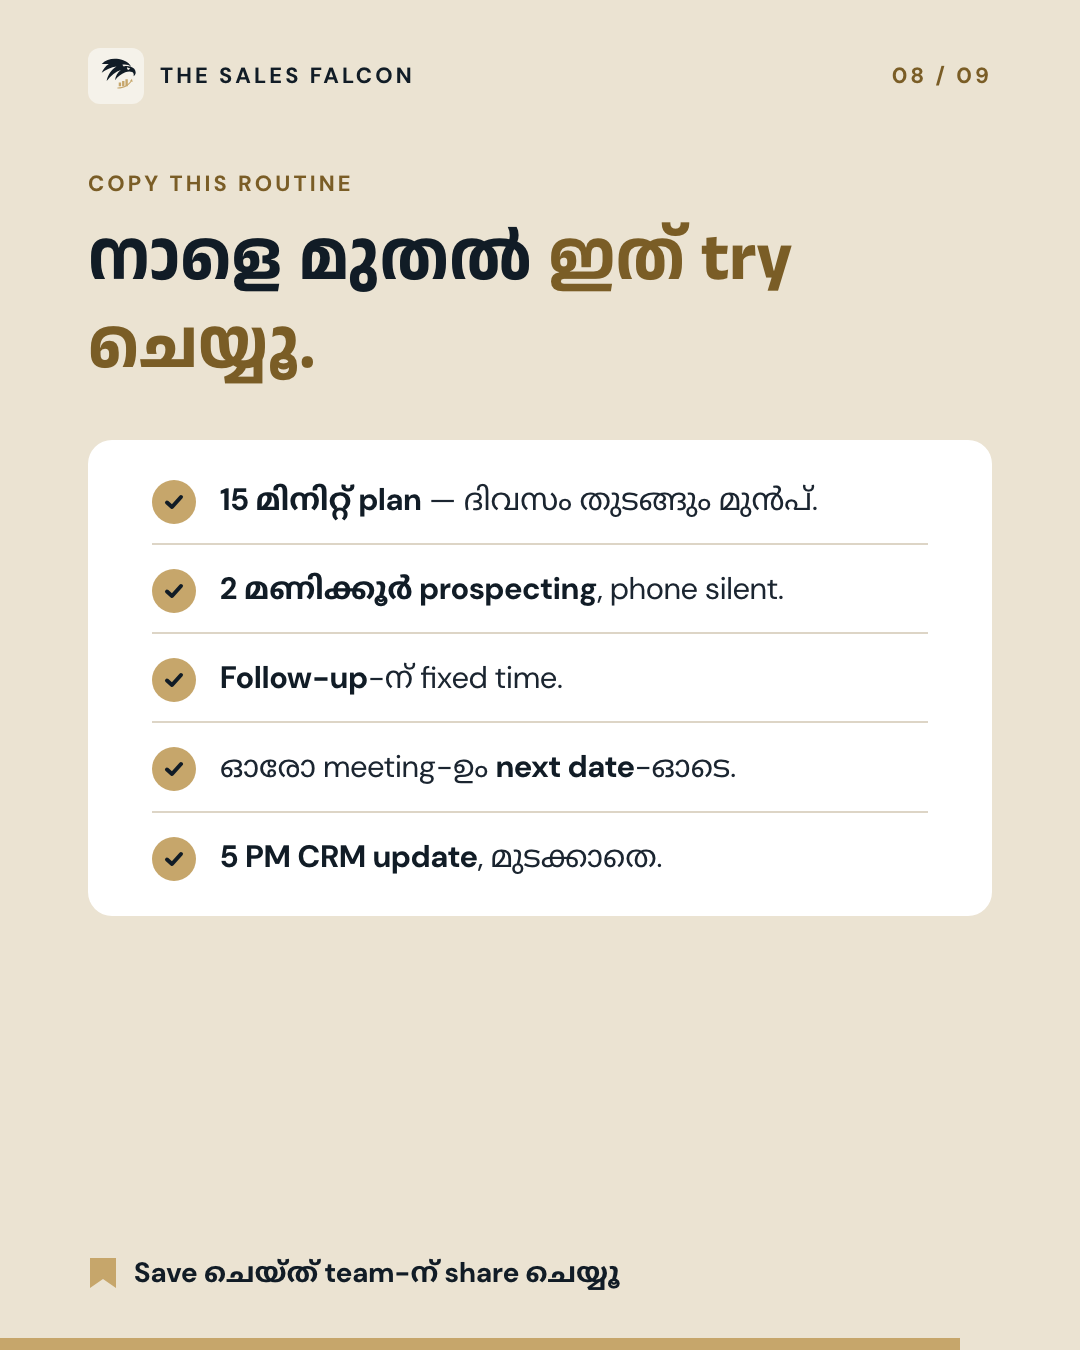 THE SALES FALCON
08 / 09
COPY THIS ROUTINE
നാളെ മുതൽ ഇത് try
ചെയ്യൂ.
15 മിനിറ്റ് plan — ദിവസം തുടങ്ങും മുൻപ്.
2 മണിക്കൂർ prospecting, phone silent.
Follow-up-ന് fixed time.
ഓരോ meeting-ഉം next date-ഓടെ.
5 PM CRM update, മുടക്കാതെ.
Save ചെയ്ത് team-ന് share ചെയ്യൂ